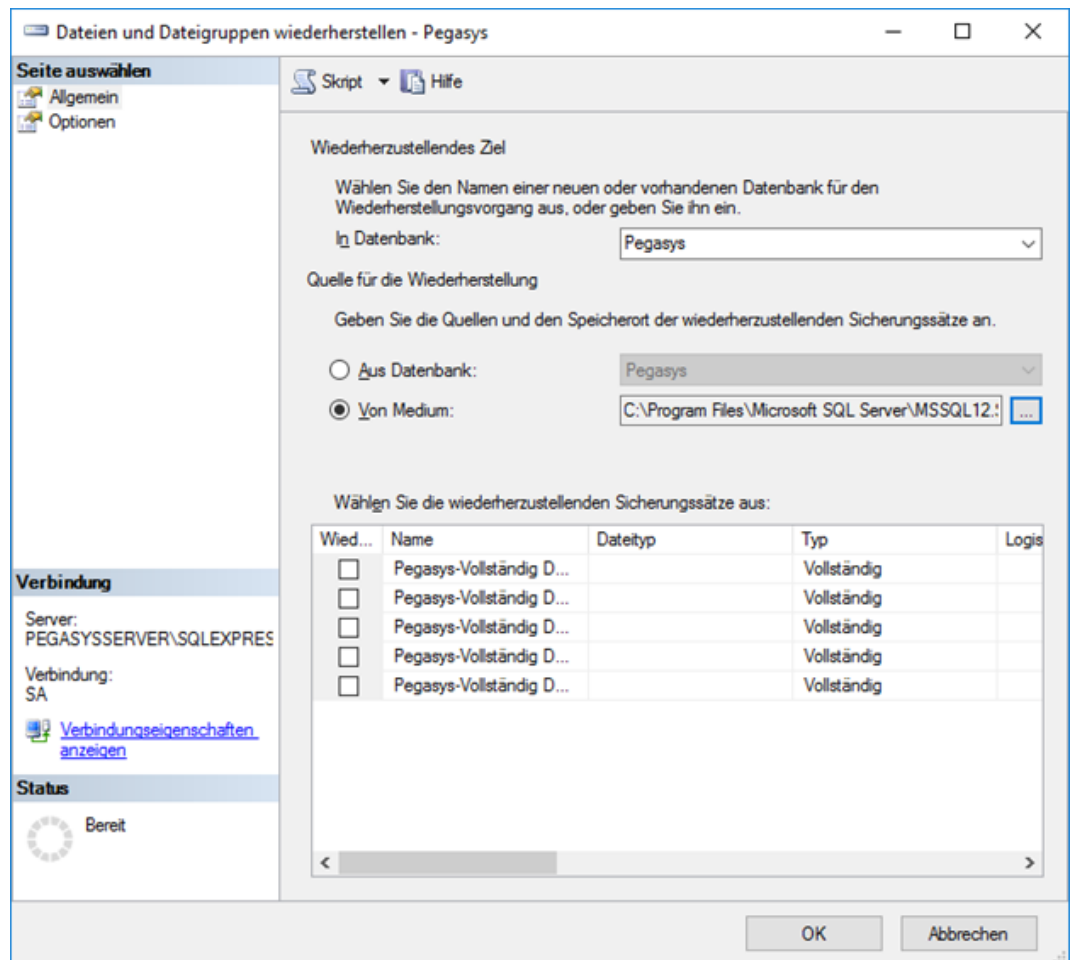 Dateien und Dateigruppen wiederherstellen - Pegasys
Seite auswählen
Allgemein
Optionen
Skript
Hilfe
Wiederherzustellendes Ziel
Wählen Sie den Namen einer neuen oder vorhandenen Datenbank für den
Wiederherstellungsvorgang aus, oder geben Sie ihn ein.
In Datenbank:
Pegasys
Quelle für die Wiederherstellung
Geben Sie die Quellen und den Speicherort der wiederherzustellenden Sicherungssätze an.
Aus Datenbank:
Pegasys
Von Medium:
C:\Program Files\Microsoft SQL Server\MSSQL12.
...
Wählen Sie die wiederherzustellenden Sicherungssätze aus:
Wied... Name Dateityp Typ Logis
Pegasys-Vollständig D... Vollständig
Pegasys-Vollständig D... Vollständig
Pegasys-Vollständig D... Vollständig
Pegasys-Vollständig D... Vollständig
Pegasys-Vollständig D... Vollständig
Verbindung
Server:
PEGASYSSERVER\SQLEXPRES
Verbindung:
SA
Verbindungseigenschaften
anzeigen
Status
Bereit
OK
Abbrechen